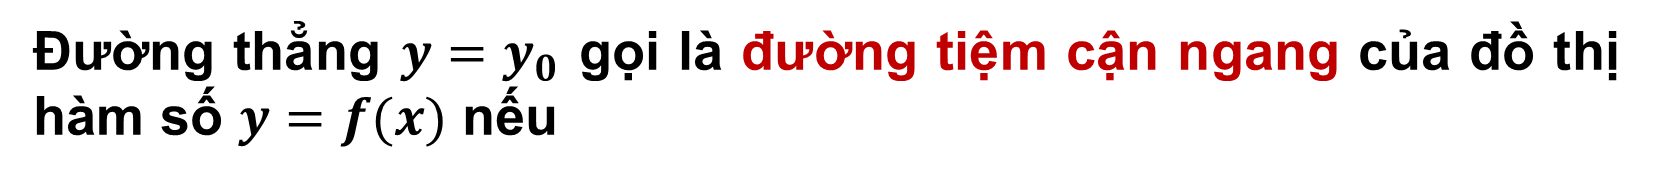 Đường thẳng y = y₀ gọi là đường tiệm cận ngang của đồ thị
hàm số y = f(x) nếu